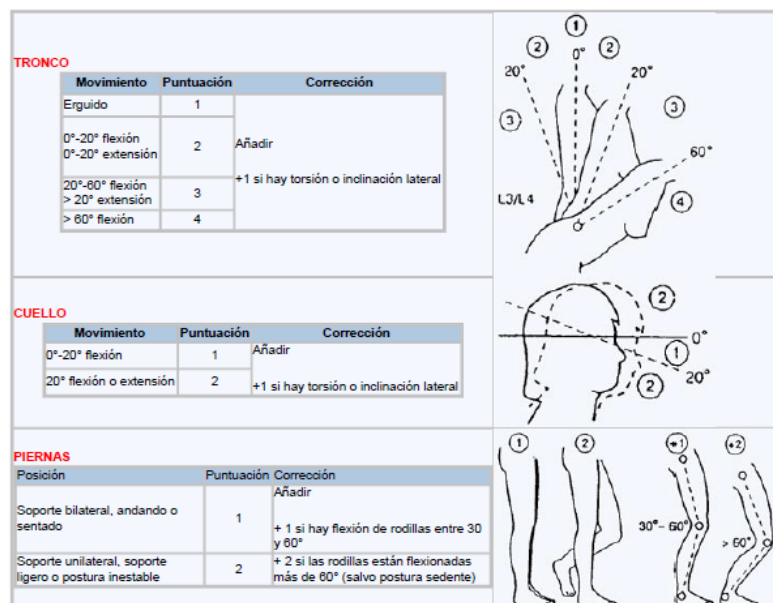 TRONCO
Movimiento Puntuación Corrección
Erguido 1
0°-20° flexión
0°-20° extensión 2
Añadir
+1 si hay torsión o inclinación lateral
20°-60° flexión
> 20° extensión 3
> 60° flexión 4
1
2 0° 2
20° 20°
3 3
60°
L3/L4 4
CUELLO
Movimiento Puntuación Corrección
0°-20° flexión 1
Añadir
20° flexión o extensión 2
+1 si hay torsión o inclinación lateral
2
0°
1
2 20°
PIERNAS
Posición Puntuación Corrección
Soporte bilateral, andando o
sentado 1
Añadir
+ 1 si hay flexión de rodillas entre 30
y 60°
Soporte unilateral, soporte
ligero o postura inestable 2
+ 2 si las rodillas están flexionadas
más de 60° (salvo postura sedente)
1 2 +1 +2
30°-60° > 60°